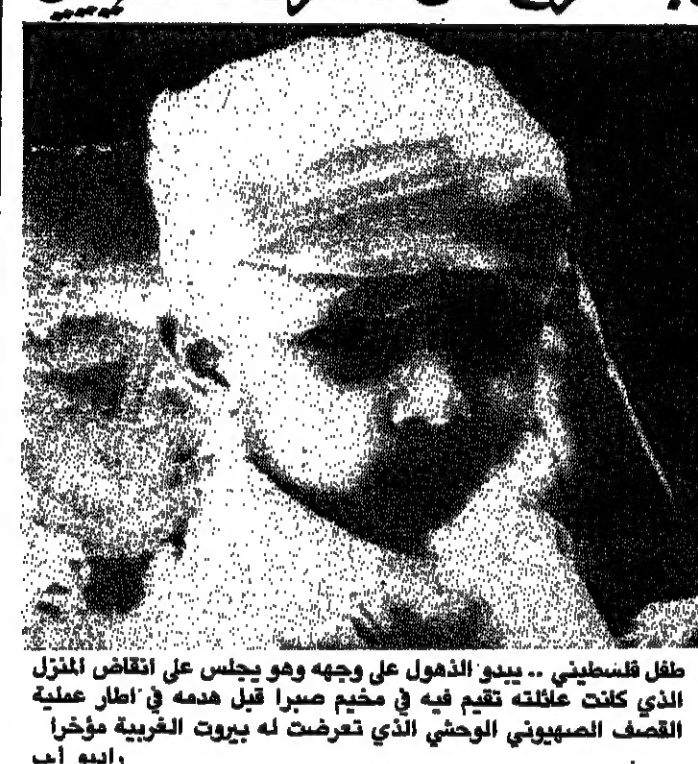 طفل فلسطيني .. يبدو الذهول على وجهه وهو يجلس على انقاض المنزل
الذي كانت عائلته تقيم فيه في مخيم صبرا قبل هدمه في اطار عملية
القصف الصهيوني الوحشي الذي تعرضت له بيروت الغربية مؤخرا